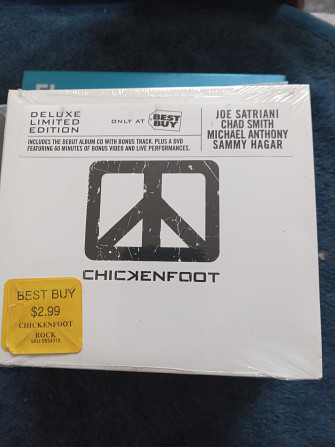 DELUXE
LIMITED
EDITION
ONLY AT BEST BUY
INCLUDES THE DEBUT ALBUM CD WITH BONUS TRACK. PLUS A DVD
FEATURING 60 MINUTES OF BONUS VIDEO AND LIVE PERFORMANCES.
JOE SATRIANI
CHAD SMITH
MICHAEL ANTHONY
SAMMY HAGAR
CHICKENFOOT
BEST BUY
$2.99
CHICKENFOOT
ROCK
SKU:9554316